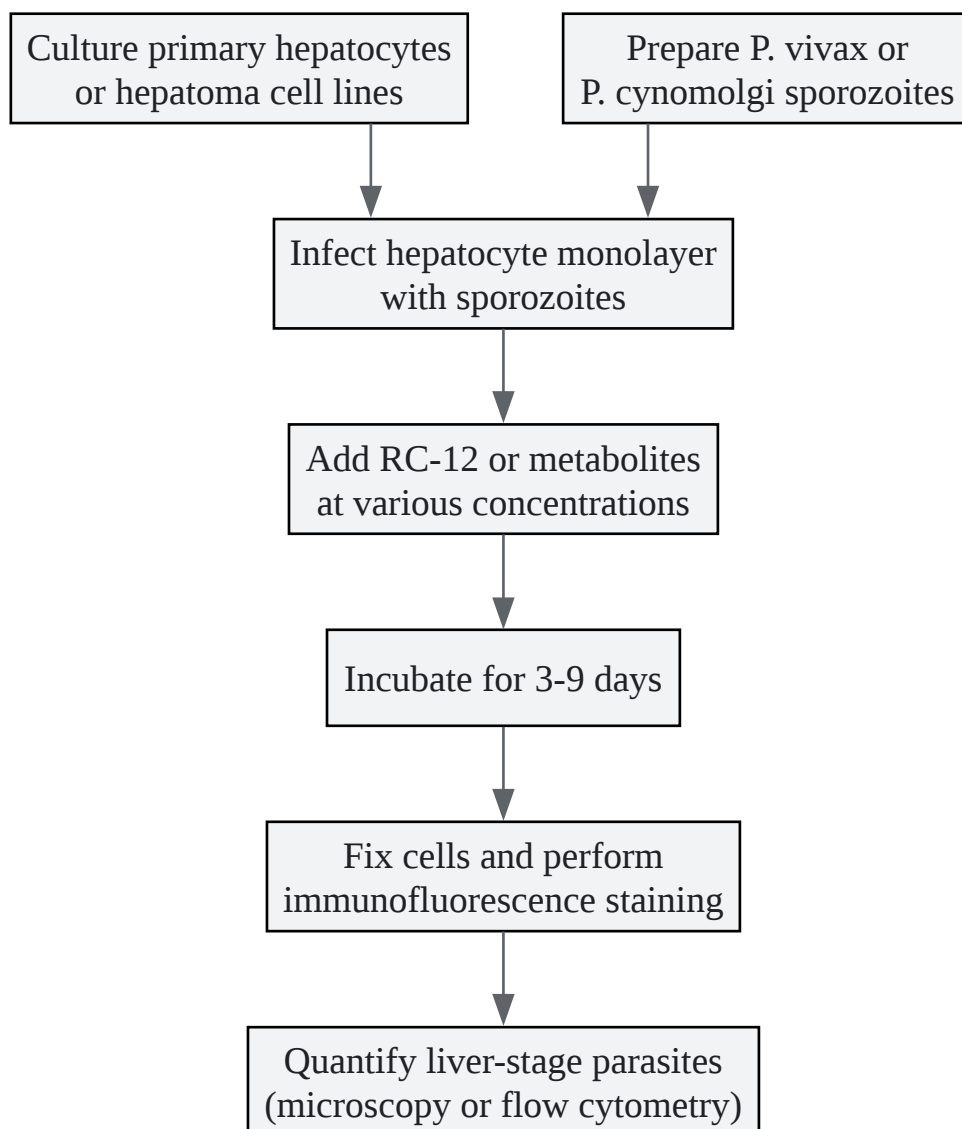 Culture primary hepatocytes
or hepatoma cell lines
Prepare P. vivax or
P. cynomolgi sporozoites
Infect hepatocyte monolayer
with sporozoites
Add RC-12 or metabolites
at various concentrations
Incubate for 3-9 days
Fix cells and perform
immunofluorescence staining
Quantify liver-stage parasites
(microscopy or flow cytometry)